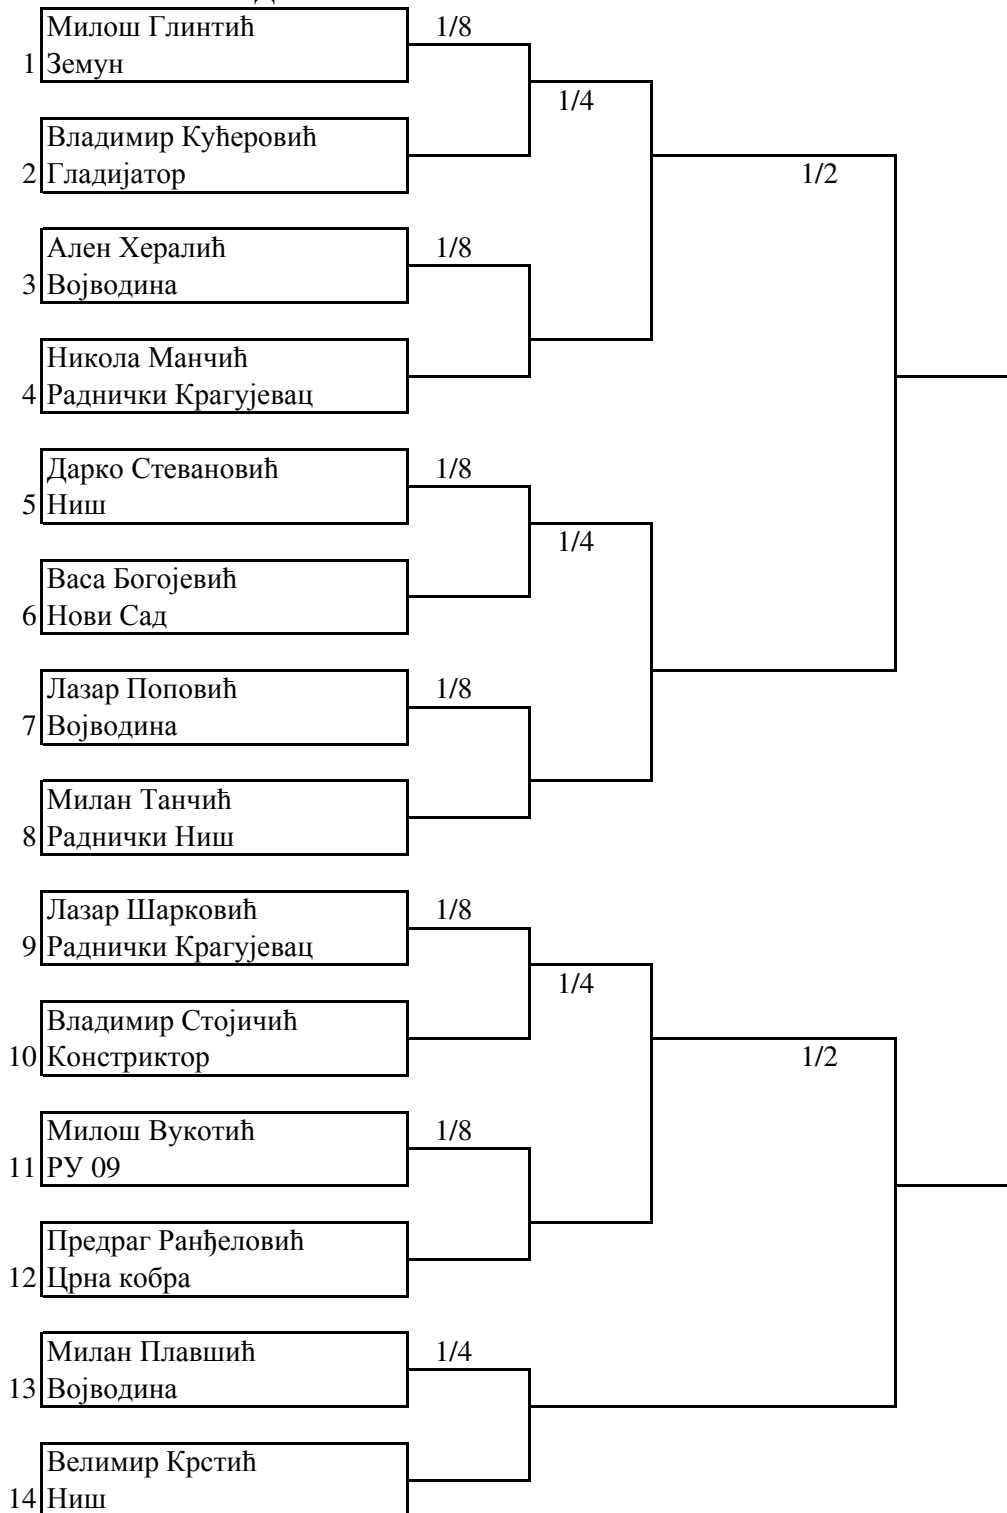 Милош Глинтић 1/8
1 Земун
1/4
Владимир Кућеровић
2 Гладијатор 1/2
Ален Хералић 1/8
3 Војводина
Никола Манчић
4 Раднички Крагујевац
Дарко Стевановић 1/8
5 Ниш
1/4
Васа Богојевић
6 Нови Сад
Лазар Поповић 1/8
7 Војводина
Милан Танчић
8 Раднички Ниш
Лазар Шарковић 1/8
9 Раднички Крагујевац
1/4
Владимир Стојичић
10 Констриктор 1/2
Милош Вукотић 1/8
11 РУ 09
Предраг Ранђеловић
12 Црна кобра
Милан Плавшић 1/4
13 Војводина
Велимир Крстић
14 Ниш